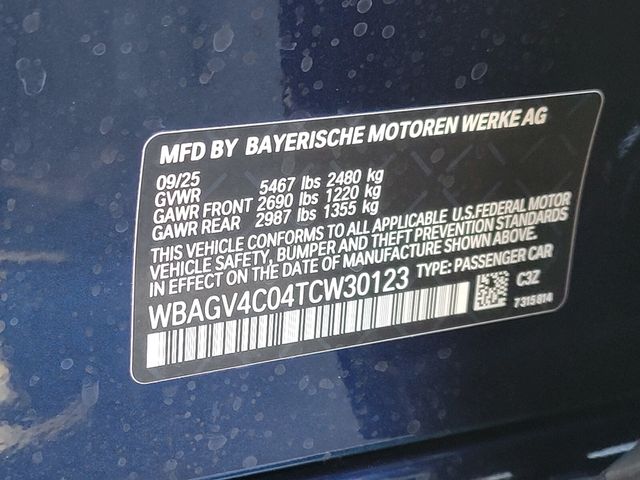 MFD BY BAYERISCHE MOTOREN WERKE AG
09/25
GVWR 5467 lbs 2480 kg
GAWR FRONT 2690 lbs 1220 kg
GAWR REAR 2987 lbs 1355 kg
THIS VEHICLE CONFORMS TO ALL APPLICABLE U.S.FEDERAL MOTOR
VEHICLE SAFETY, BUMPER AND THEFT PREVENTION STANDARDS
IN EFFECT ON THE DATE OF MANUFACTURE SHOWN ABOVE.
WBAGV4C04TCW30123 TYPE: PASSENGER CAR
C3Z
7315814